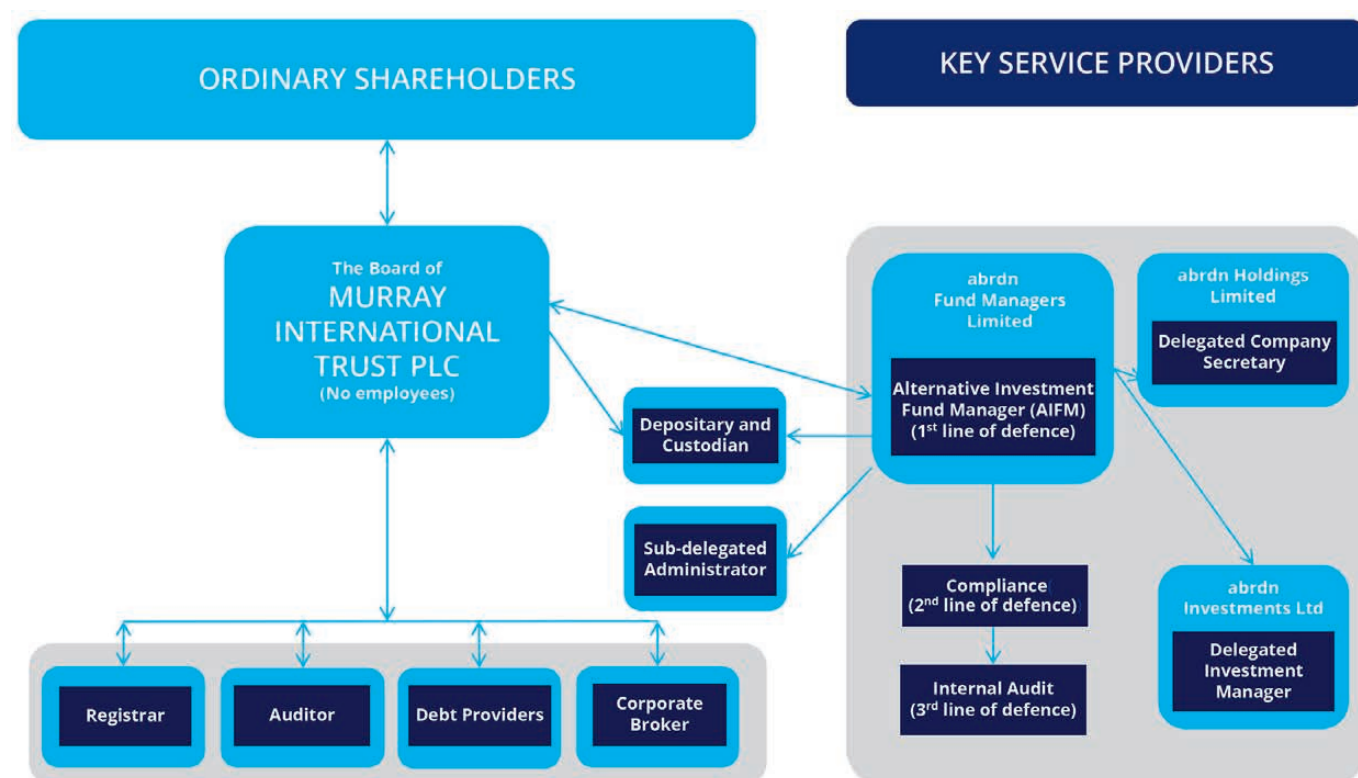 ORDINARY SHAREHOLDERS
KEY SERVICE PROVIDERS
The Board of
MURRAY
INTERNATIONAL
TRUST PLC
(No employees)
abrdn
Fund Managers
Limited
Alternative Investment
Fund Manager (AIFM)
(1st line of defence)
abrdn Holdings
Limited
Delegated Company
Secretary
Depositary and
Custodian
Sub-delegated
Administrator
Compliance
(2nd line of defence)
Internal Audit
(3rd line of defence)
abrdn
Investments Ltd
Delegated
Investment
Manager
Registrar
Auditor
Debt Providers
Corporate
Broker